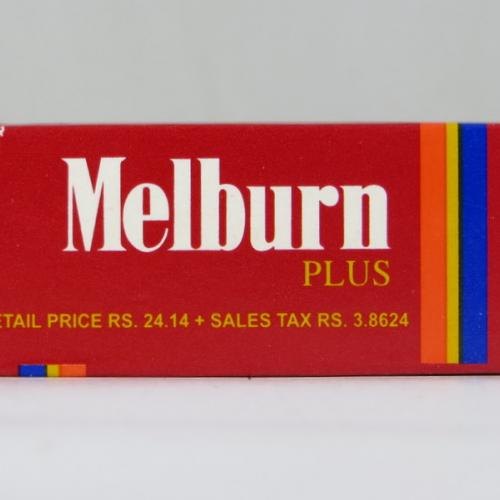 Melburn
PLUS
ETAIL PRICE RS. 24.14 + SALES TAX RS. 3.8624